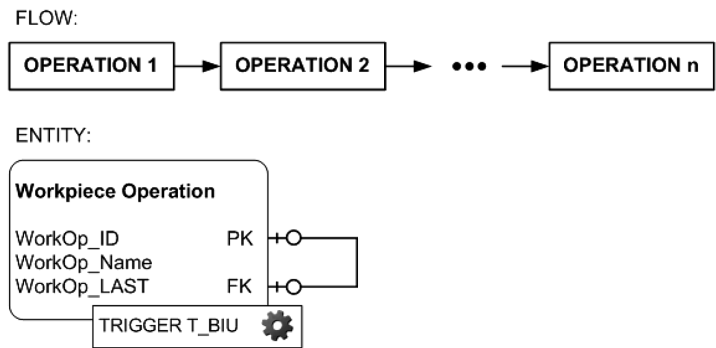 FLOW:
OPERATION 1 OPERATION 2 ••• OPERATION n
ENTITY:
Workpiece Operation
WorkOp_ID PK
WorkOp_Name
WorkOp_LAST FK
TRIGGER T_BIU